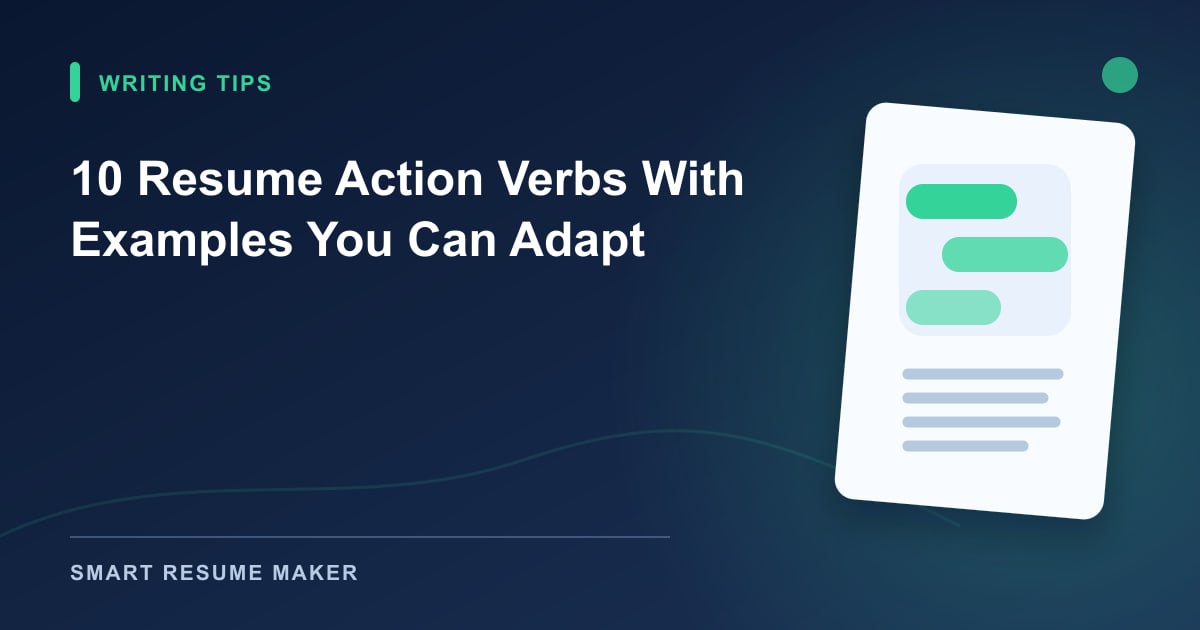 WRITING TIPS
10 Resume Action Verbs With
Examples You Can Adapt
SMART RESUME MAKER